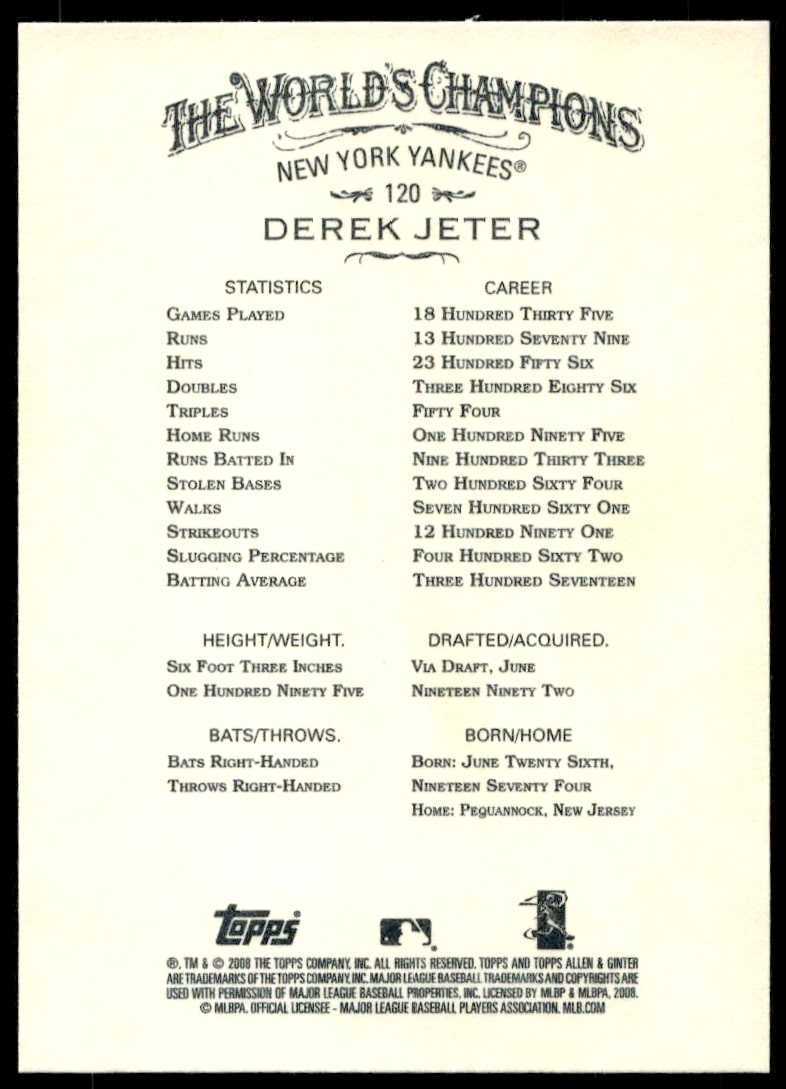 THE WORLD'S CHAMPIONS
NEW YORK YANKEES®
120
DEREK JETER
STATISTICS CAREER
GAMES PLAYED 18 HUNDRED THIRTY FIVE
RUNS 13 HUNDRED SEVENTY NINE
HITS 23 HUNDRED FIFTY SIX
DOUBLES THREE HUNDRED EIGHTY SIX
TRIPLES FIFTY FOUR
HOME RUNS ONE HUNDRED NINETY FIVE
RUNS BATTED IN NINE HUNDRED THIRTY THREE
STOLEN BASES TWO HUNDRED SIXTY FOUR
WALKS SEVEN HUNDRED SIXTY ONE
STRIKEOUTS 12 HUNDRED NINETY ONE
SLUGGING PERCENTAGE FOUR HUNDRED SIXTY TWO
BATTING AVERAGE THREE HUNDRED SEVENTEEN
HEIGHT/WEIGHT. DRAFTED/ACQUIRED.
SIX FOOT THREE INCHES VIA DRAFT, JUNE
ONE HUNDRED NINETY FIVE NINETEEN NINETY TWO
BATS/THROWS. BORN/HOME
BATS RIGHT-HANDED BORN: JUNE TWENTY SIXTH,
THROWS RIGHT-HANDED NINETEEN SEVENTY FOUR
HOME: PEQUANNOCK, NEW JERSEY
Topps
®, TM & © 2008 THE TOPPS COMPANY, INC. ALL RIGHTS RESERVED. TOPPS AND TOPPS ALLEN & GINTER
ARE TRADEMARKS OF THE TOPPS COMPANY, INC. MAJOR LEAGUE BASEBALL TRADEMARKS AND COPYRIGHTS ARE
USED WITH PERMISSION OF MAJOR LEAGUE BASEBALL PROPERTIES, INC. LICENSED BY MLBP & MLBPA, 2008.
© MLBPA. OFFICIAL LICENSEE - MAJOR LEAGUE BASEBALL PLAYERS ASSOCIATION. MLB.COM